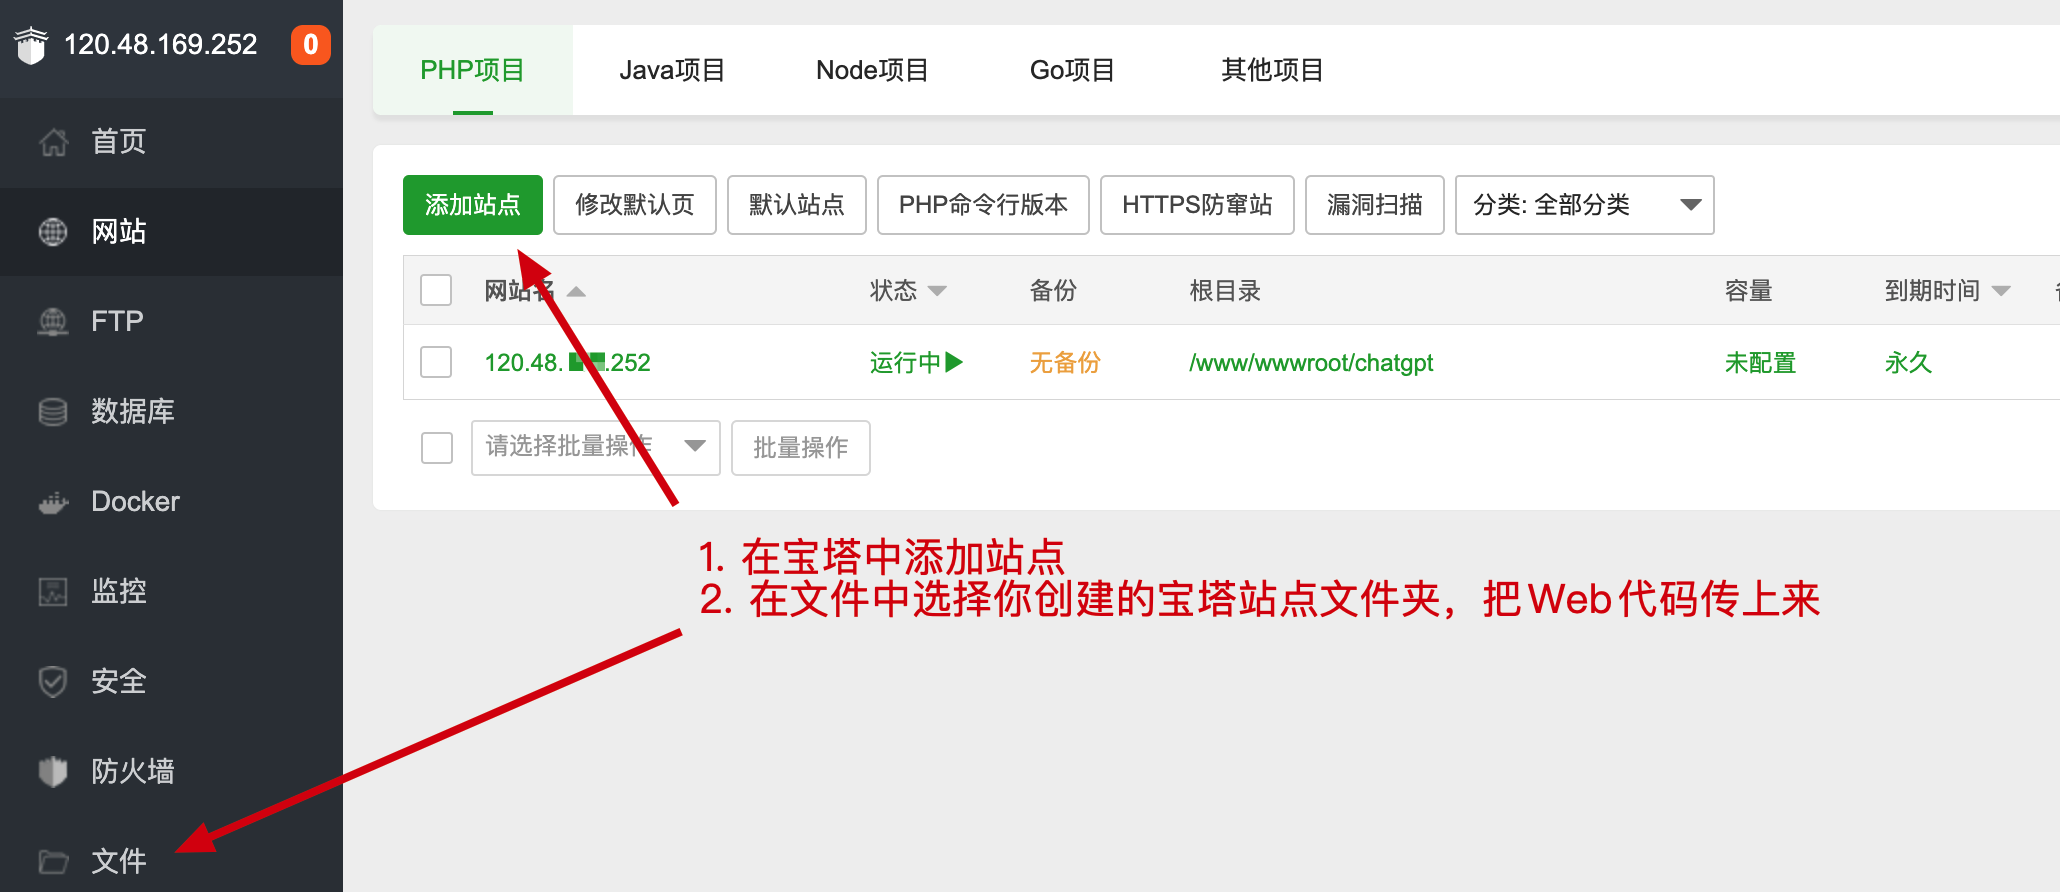 120.48.169.252 0
首页
网站
FTP
数据库
Docker
监控
安全
防火墙
文件
PHP项目 Java项目 Node项目 Go项目 其他项目
添加站点 修改默认页 默认站点 PHP命令行版本 HTTPS防窜站 漏洞扫描 分类: 全部分类
网站名 状态 备份 根目录 容量 到期时间
120.48. .252 运行中 无备份 /www/wwwroot/chatgpt 未配置 永久
请选择批量操作 批量操作
1. 在宝塔中添加站点
2. 在文件中选择你创建的宝塔站点文件夹，把Web代码传上来